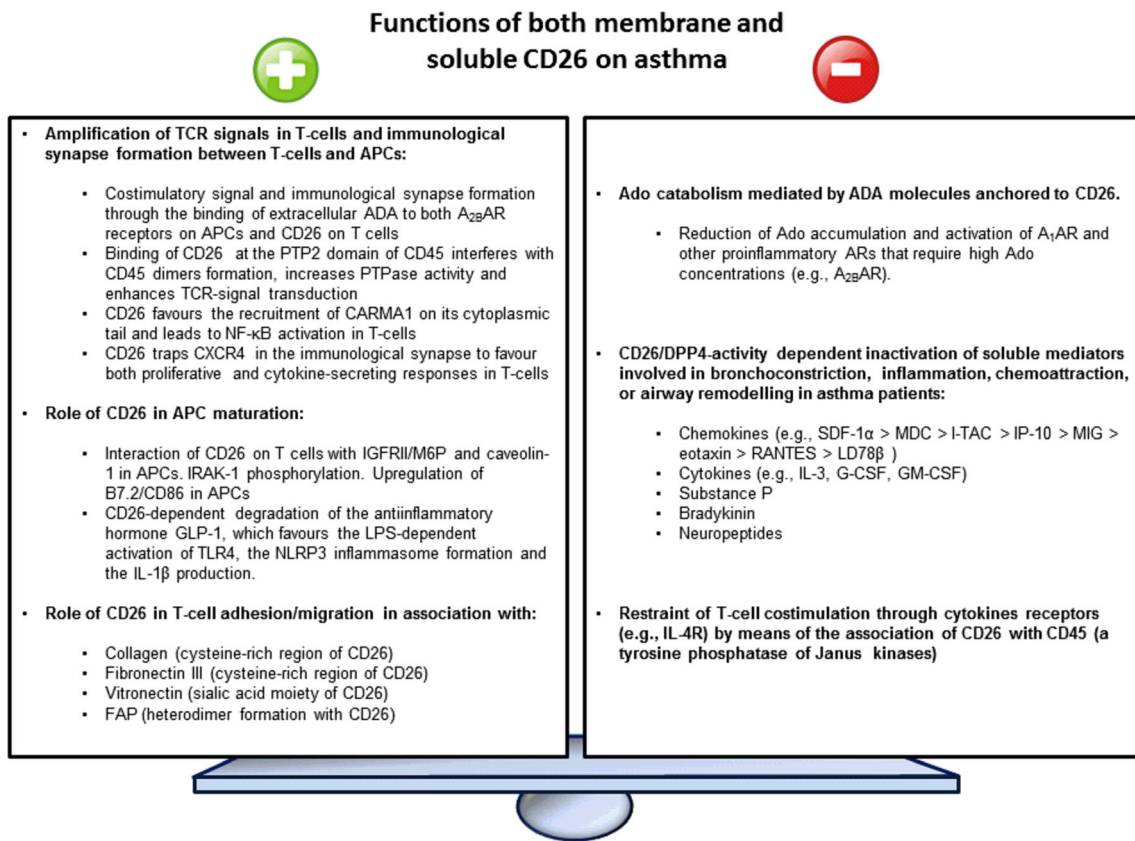 Functions of both membrane and
soluble CD26 on asthma
• Amplification of TCR signals in T-cells and immunological
synapse formation between T-cells and APCs:
• Costimulatory signal and immunological synapse formation
through the binding of extracellular ADA to both A2BAR
receptors on APCs and CD26 on T cells
• Binding of CD26 at the PTP2 domain of CD45 interferes with
CD45 dimers formation, increases PTPase activity and
enhances TCR-signal transduction
• CD26 favours the recruitment of CARMA1 on its cytoplasmic
tail and leads to NF-κB activation in T-cells
• CD26 traps CXCR4 in the immunological synapse to favour
both proliferative and cytokine-secreting responses in T-cells
• Role of CD26 in APC maturation:
• Interaction of CD26 on T cells with IGFRII/M6P and caveolin-
1 in APCs. IRAK-1 phosphorylation. Upregulation of
B7.2/CD86 in APCs
• CD26-dependent degradation of the antiinflammatory
hormone GLP-1, which favours the LPS-dependent
activation of TLR4, the NLRP3 inflammasome formation and
the IL-1β production.
• Role of CD26 in T-cell adhesion/migration in association with:
• Collagen (cysteine-rich region of CD26)
• Fibronectin III (cysteine-rich region of CD26)
• Vitronectin (sialic acid moiety of CD26)
• FAP (heterodimer formation with CD26)
• Ado catabolism mediated by ADA molecules anchored to CD26.
• Reduction of Ado accumulation and activation of A1AR and
other proinflammatory ARs that require high Ado
concentrations (e.g., A2BAR).
• CD26/DPP4-activity dependent inactivation of soluble mediators
involved in bronchoconstriction, inflammation, chemoattraction,
or airway remodelling in asthma patients:
• Chemokines (e.g., SDF-1α > MDC > I-TAC > IP-10 > MIG >
eotaxin > RANTES > LD78β )
• Cytokines (e.g., IL-3, G-CSF, GM-CSF)
• Substance P
• Bradykinin
• Neuropeptides
• Restraint of T-cell costimulation through cytokines receptors
(e.g., IL-4R) by means of the association of CD26 with CD45 (a
tyrosine phosphatase of Janus kinases)